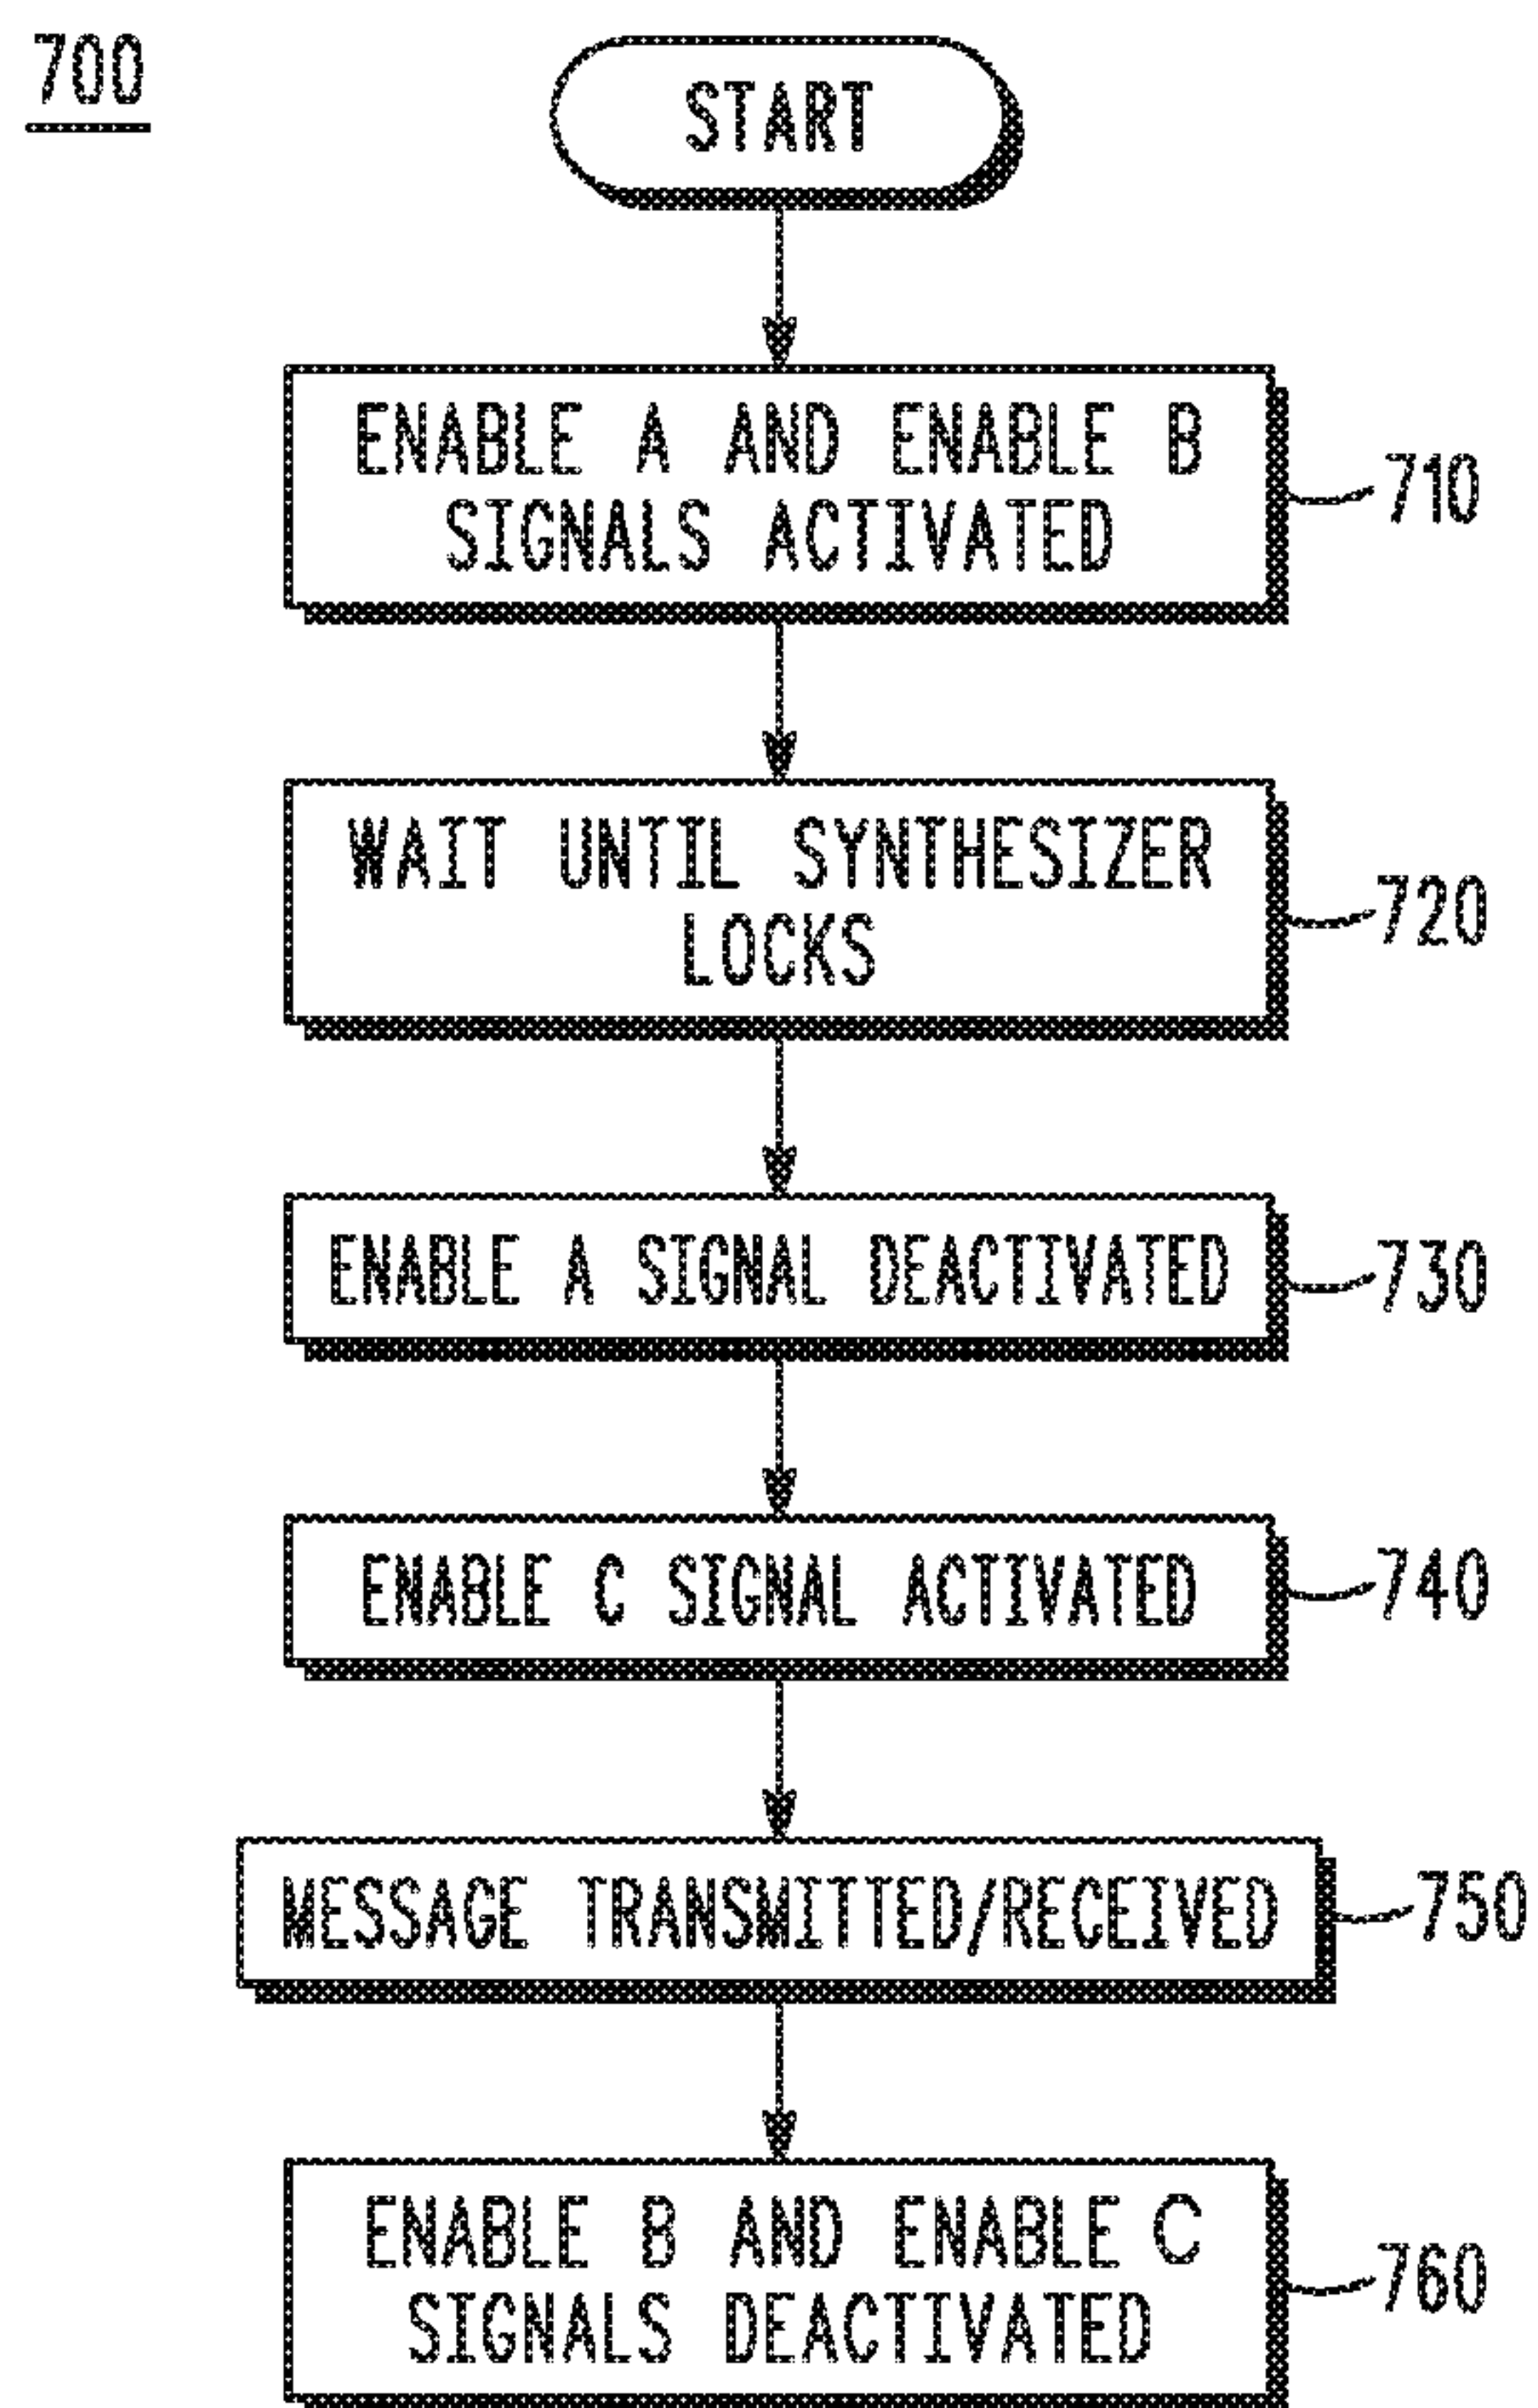 700
START
ENABLE A AND ENABLE B
SIGNALS ACTIVATED
710
WAIT UNTIL SYNTHESIZER
LOCKS
720
ENABLE A SIGNAL DEACTIVATED
730
ENABLE C SIGNAL ACTIVATED
740
MESSAGE TRANSMITTED/RECEIVED
750
ENABLE B AND ENABLE C
SIGNALS DEACTIVATED
760